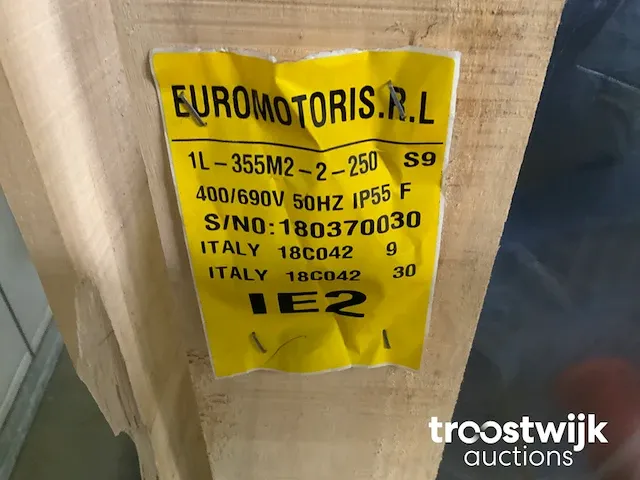 EUROMOTORIS.R.L
1L-355M2-2-250 S9
400/690V 50HZ IP55 F
S/NO:180370030
ITALY 18C042 9
ITALY 18C042 30
IE2
troostwijk
auctions